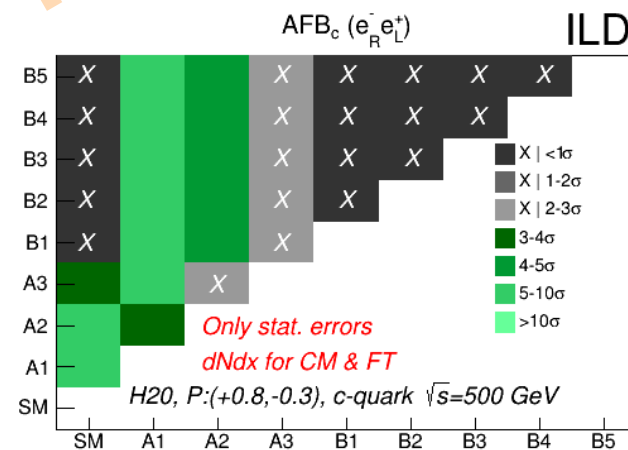 AFB_c (e^-_R e^+_L) ILD
B5 X X X X X X
B4 X X X X X
B3 X X X X
B2 X X X
B1 X X
A3 X
A2
A1
SM
X | <1σ
X | 1-2σ
X | 2-3σ
3-4σ
4-5σ
5-10σ
>10σ
Only stat. errors
dNdx for CM & FT
H20, P:(+0.8,-0.3), c-quark √s=500 GeV
SM A1 A2 A3 B1 B2 B3 B4 B5